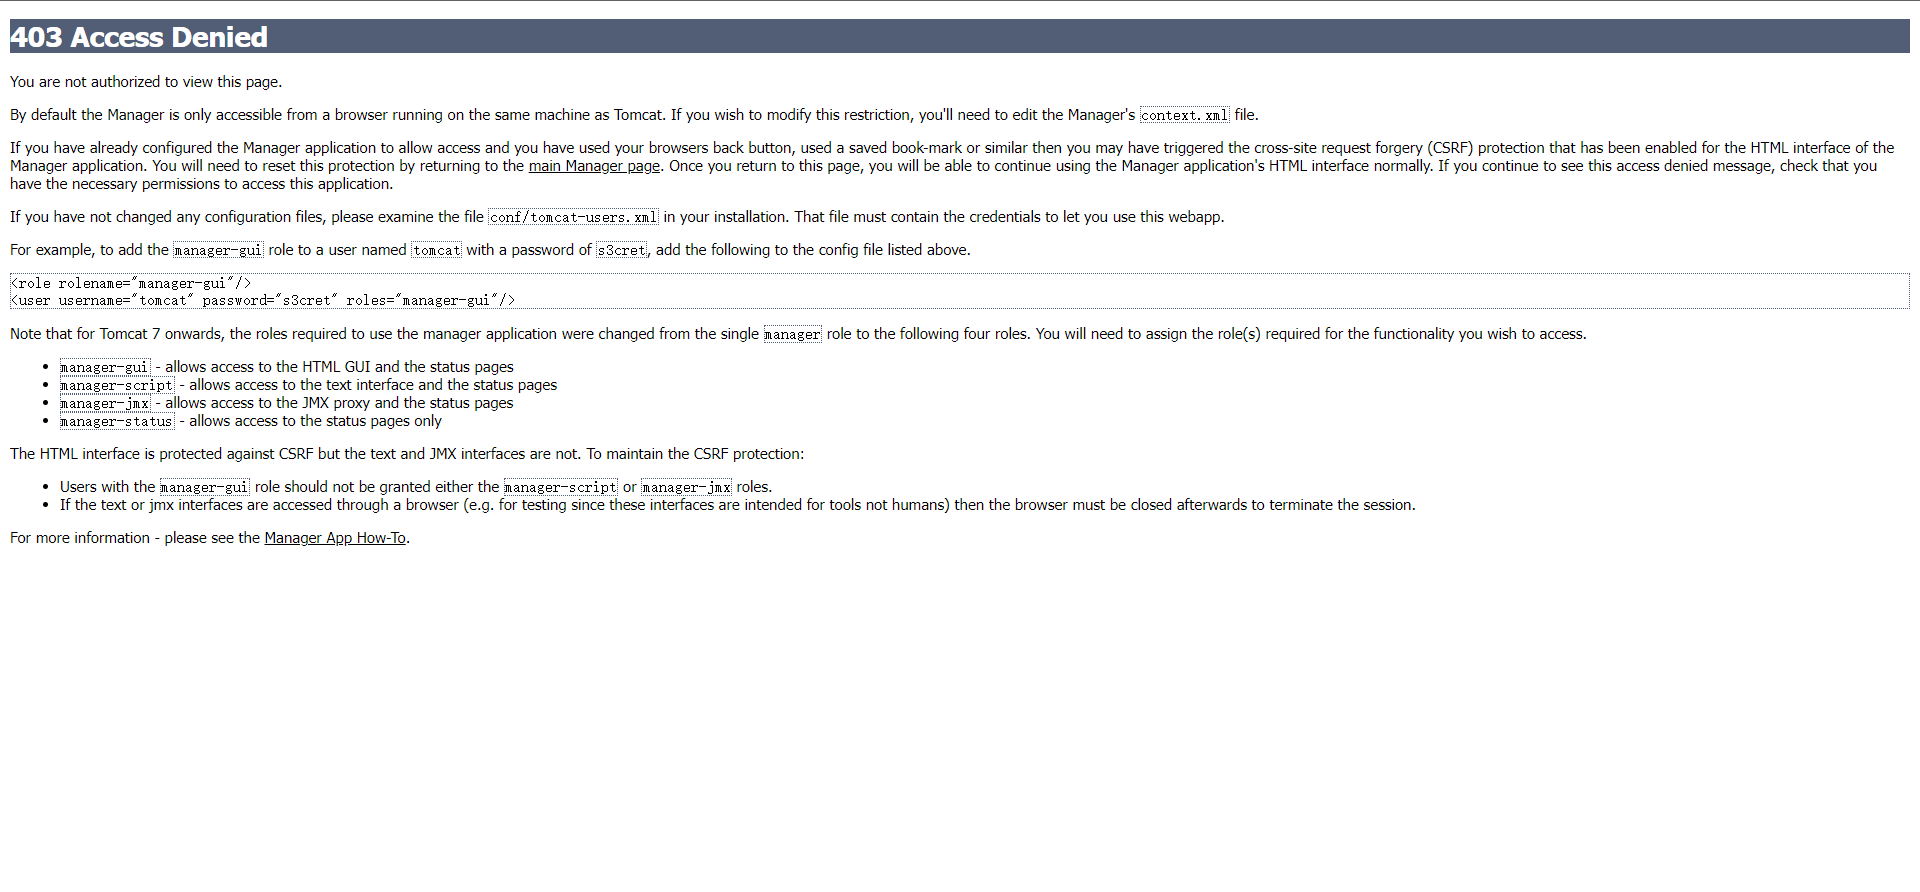 403 Access Denied
You are not authorized to view this page.
By default the Manager is only accessible from a browser running on the same machine as Tomcat. If you wish to modify this restriction, you'll need to edit the Manager's context.xml file.
If you have already configured the Manager application to allow access and you have used your browsers back button, used a saved book-mark or similar then you may have triggered the cross-site request forgery (CSRF) protection that has been enabled for the HTML interface of the
Manager application. You will need to reset this protection by returning to the main Manager page. Once you return to this page, you will be able to continue using the Manager application's HTML interface normally. If you continue to see this access denied message, check that you
have the necessary permissions to access this application.
If you have not changed any configuration files, please examine the file conf/tomcat-users.xml in your installation. That file must contain the credentials to let you use this webapp.
For example, to add the manager-gui role to a user named tomcat with a password of s3cret, add the following to the config file listed above.
<role rolename="manager-gui"/>
<user username="tomcat" password="s3cret" roles="manager-gui"/>
Note that for Tomcat 7 onwards, the roles required to use the manager application were changed from the single manager role to the following four roles. You will need to assign the role(s) required for the functionality you wish to access.
• manager-gui - allows access to the HTML GUI and the status pages
• manager-script - allows access to the text interface and the status pages
• manager-jmx - allows access to the JMX proxy and the status pages
• manager-status - allows access to the status pages only
The HTML interface is protected against CSRF but the text and JMX interfaces are not. To maintain the CSRF protection:
• Users with the manager-gui role should not be granted either the manager-script or manager-jmx roles.
• If the text or jmx interfaces are accessed through a browser (e.g. for testing since these interfaces are intended for tools not humans) then the browser must be closed afterwards to terminate the session.
For more information - please see the Manager App How-To.